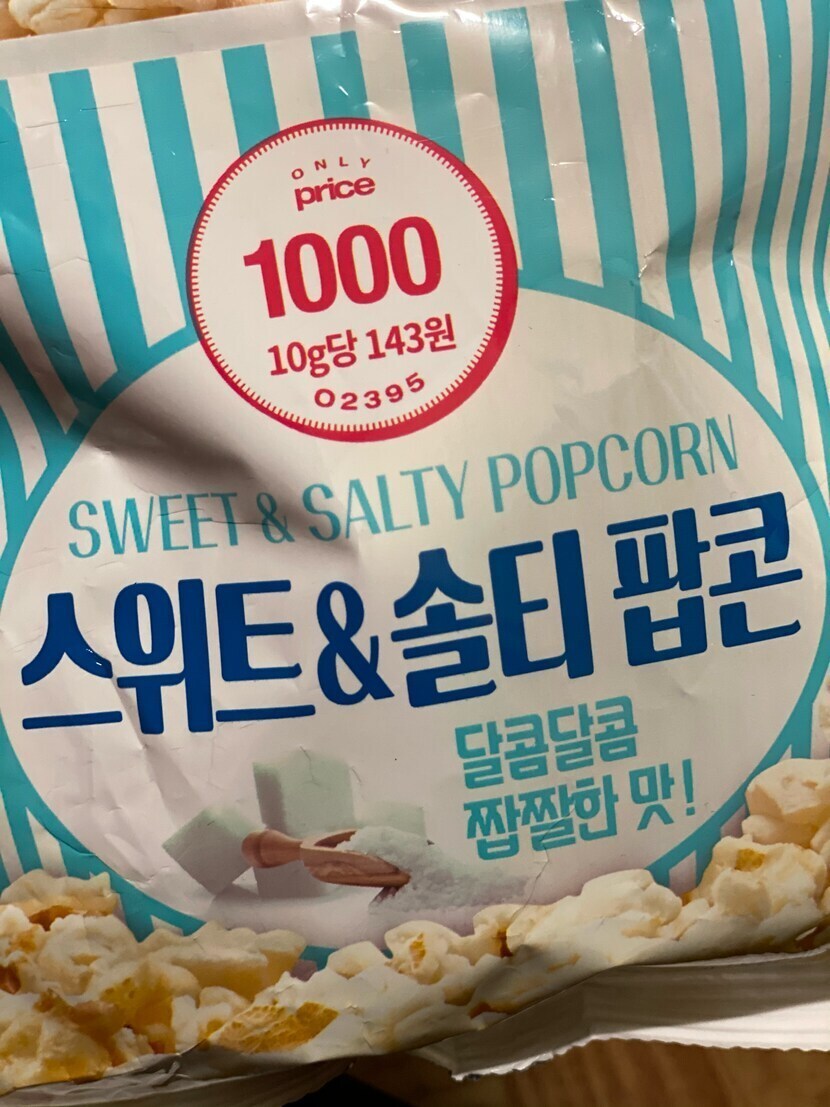 ONLY
price
1000
10g당 143원
02395
SWEET & SALTY POPCORN
스위트&솔티 팝콘
달콤달콤
짭짤한 맛!